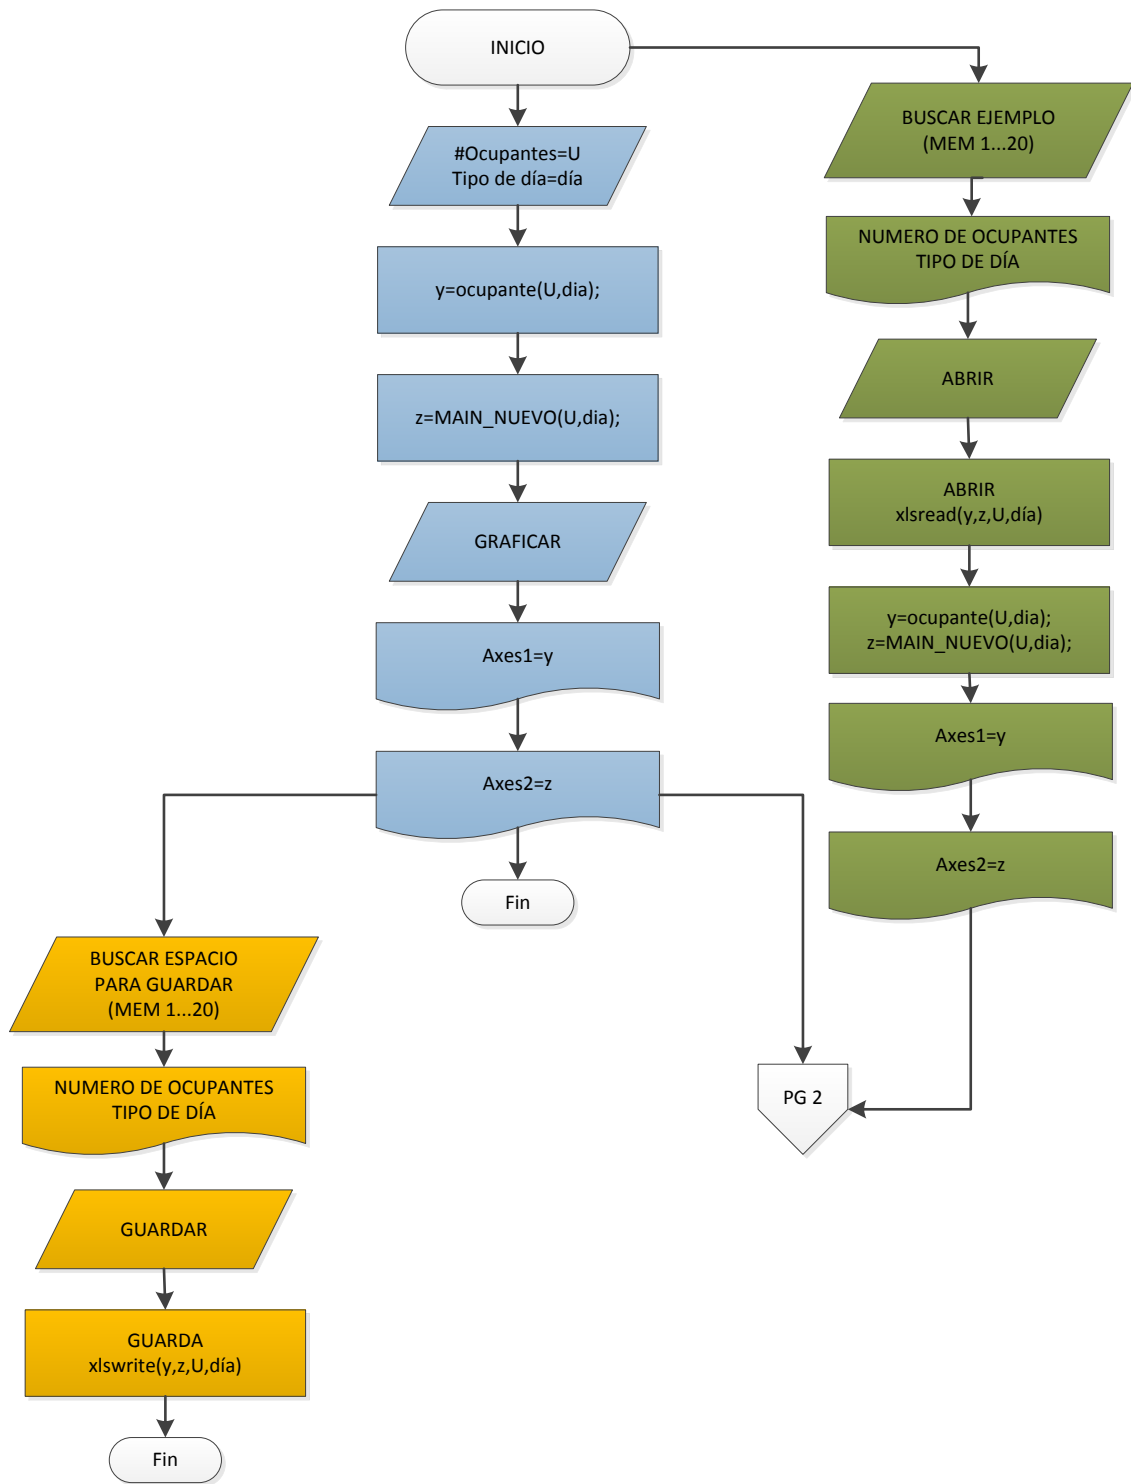 INICIO
#Ocupantes=U
Tipo de día=día
y=ocupante(U,dia);
z=MAIN_NUEVO(U,dia);
GRAFICAR
Axes1=y
Axes2=z
Fin
BUSCAR EJEMPLO
(MEM 1...20)
NUMERO DE OCUPANTES
TIPO DE DÍA
ABRIR
ABRIR
xlsread(y,z,U,día)
y=ocupante(U,dia);
z=MAIN_NUEVO(U,dia);
Axes1=y
Axes2=z
PG 2
BUSCAR ESPACIO
PARA GUARDAR
(MEM 1...20)
NUMERO DE OCUPANTES
TIPO DE DÍA
GUARDAR
GUARDA
xlswrite(y,z,U,día)
Fin